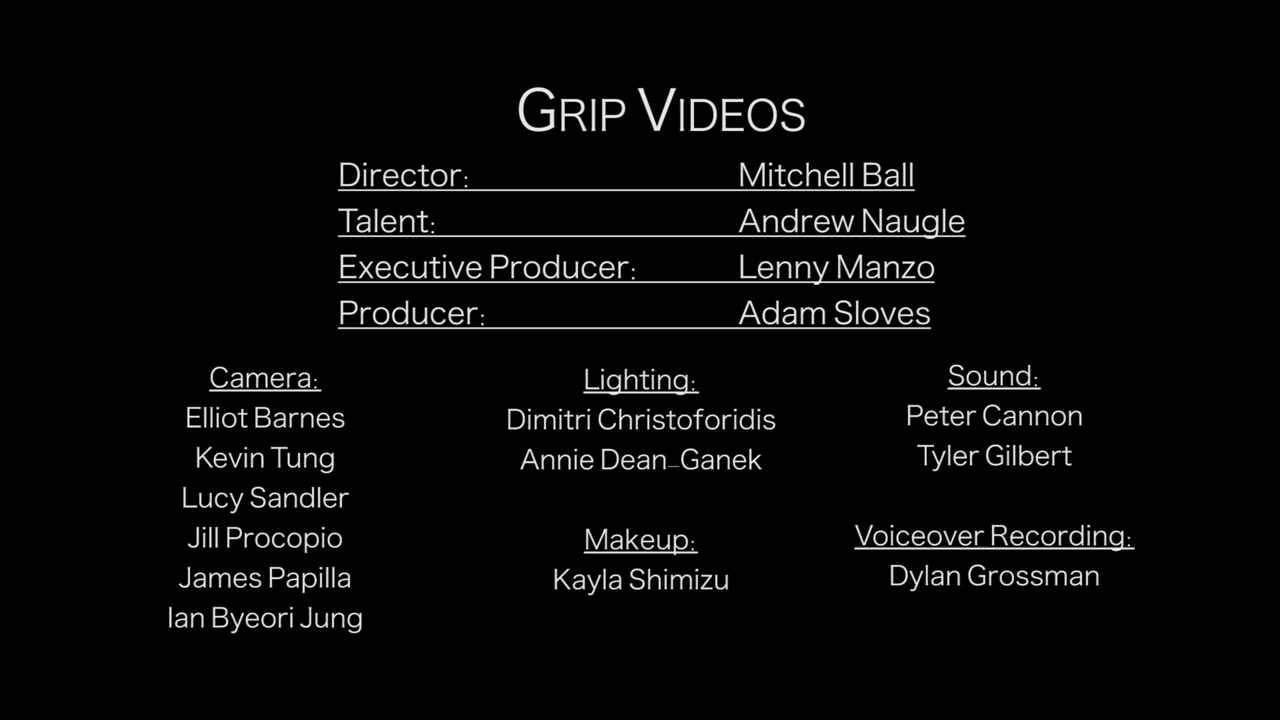 GRIP VIDEOS
Director: Mitchell Ball
Talent: Andrew Naugle
Executive Producer: Lenny Manzo
Producer: Adam Sloves
Camera:
Elliot Barnes
Kevin Tung
Lucy Sandler
Jill Procopio
James Papilla
Ian Byeori Jung
Lighting:
Dimitri Christoforidis
Annie Dean-Ganek
Makeup:
Kayla Shimizu
Sound:
Peter Cannon
Tyler Gilbert
Voiceover Recording:
Dylan Grossman